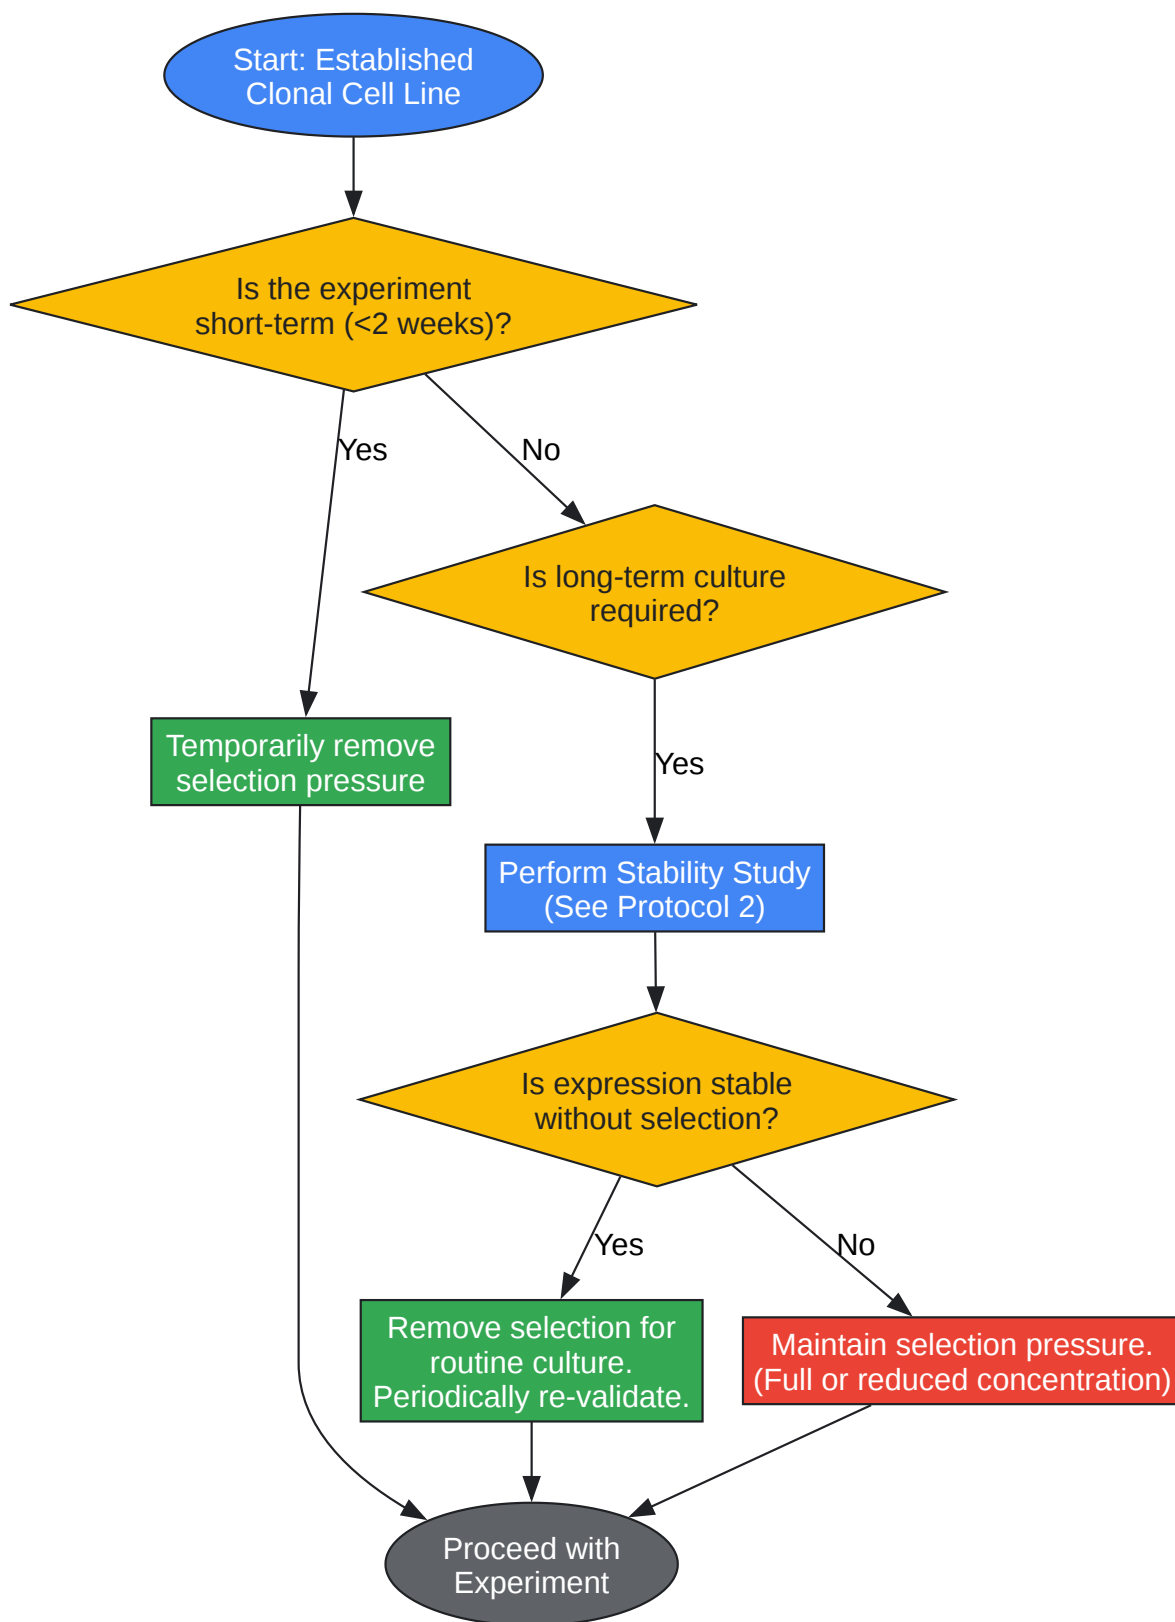 Start: Established
Clonal Cell Line
Is the experiment
short-term (<2 weeks)?
Yes
No
Is long-term culture
required?
Temporarily remove
selection pressure
Yes
Perform Stability Study
(See Protocol 2)
Is expression stable
without selection?
Yes
No
Remove selection for
routine culture.
Periodically re-validate.
Maintain selection pressure.
(Full or reduced concentration)
Proceed with
Experiment